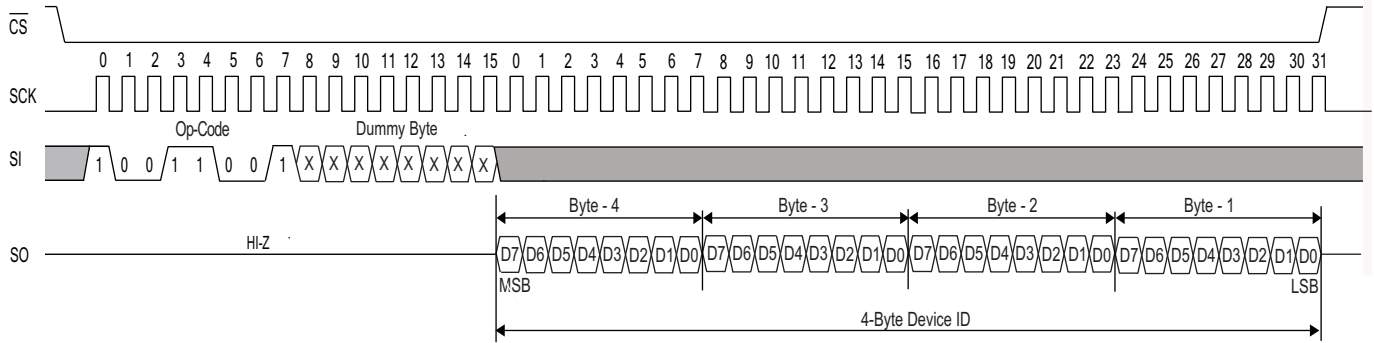 CS
0 1 2 3 4 5 6 7 8 9 10 11 12 13 14 15 0 1 2 3 4 5 6 7 8 9 10 11 12 13 14 15 16 17 18 19 20 21 22 23 24 25 26 27 28 29 30 31
SCK
Op-Code Dummy Byte
SI 1 0 0 1 1 0 0 1 X X X X X X X X
Byte - 4 Byte - 3 Byte - 2 Byte - 1
SO HI-Z D7 D6 D5 D4 D3 D2 D1 D0 D7 D6 D5 D4 D3 D2 D1 D0 D7 D6 D5 D4 D3 D2 D1 D0 D7 D6 D5 D4 D3 D2 D1 D0
MSB LSB
4-Byte Device ID